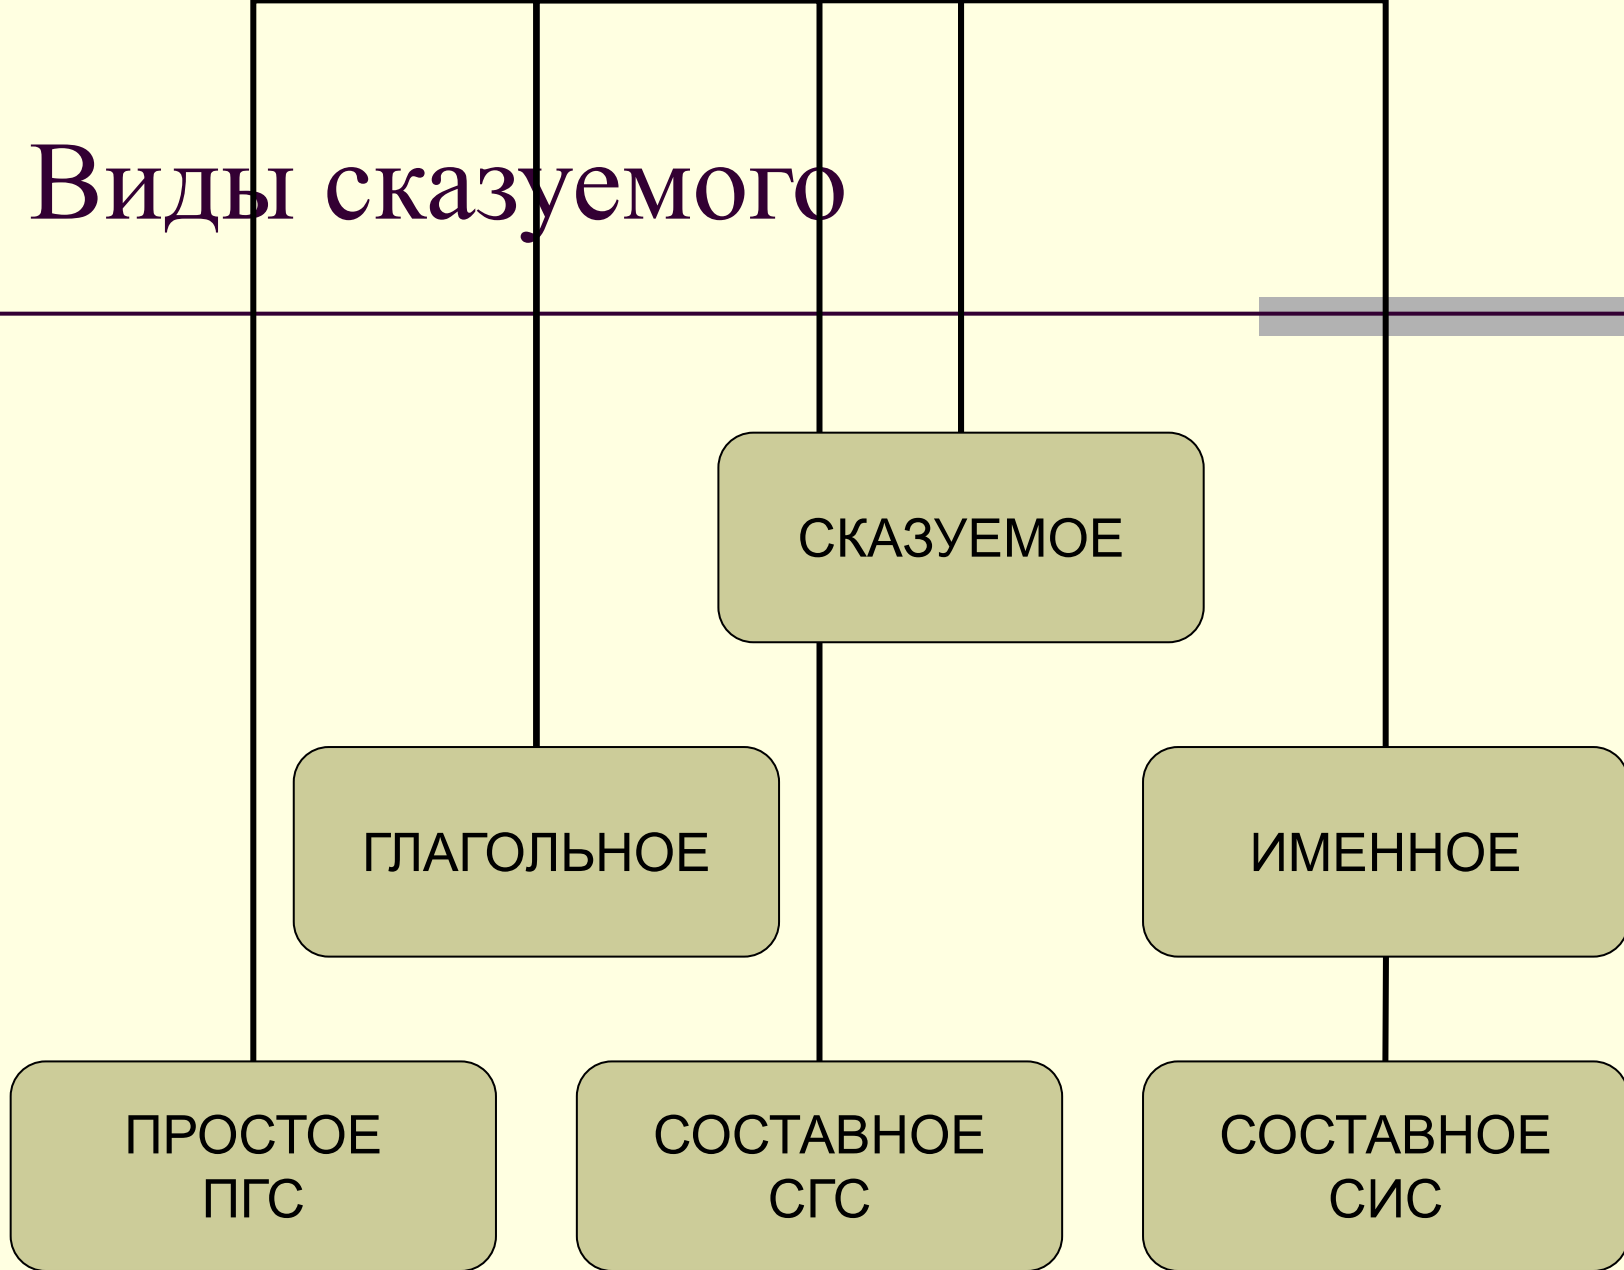 Виды сказуемого
СКАЗУЕМОЕ
ГЛАГОЛЬНОЕ
ИМЕННОЕ
ПРОСТОЕ
ПГС
СОСТАВНОЕ
СГС
СОСТАВНОЕ
СИС